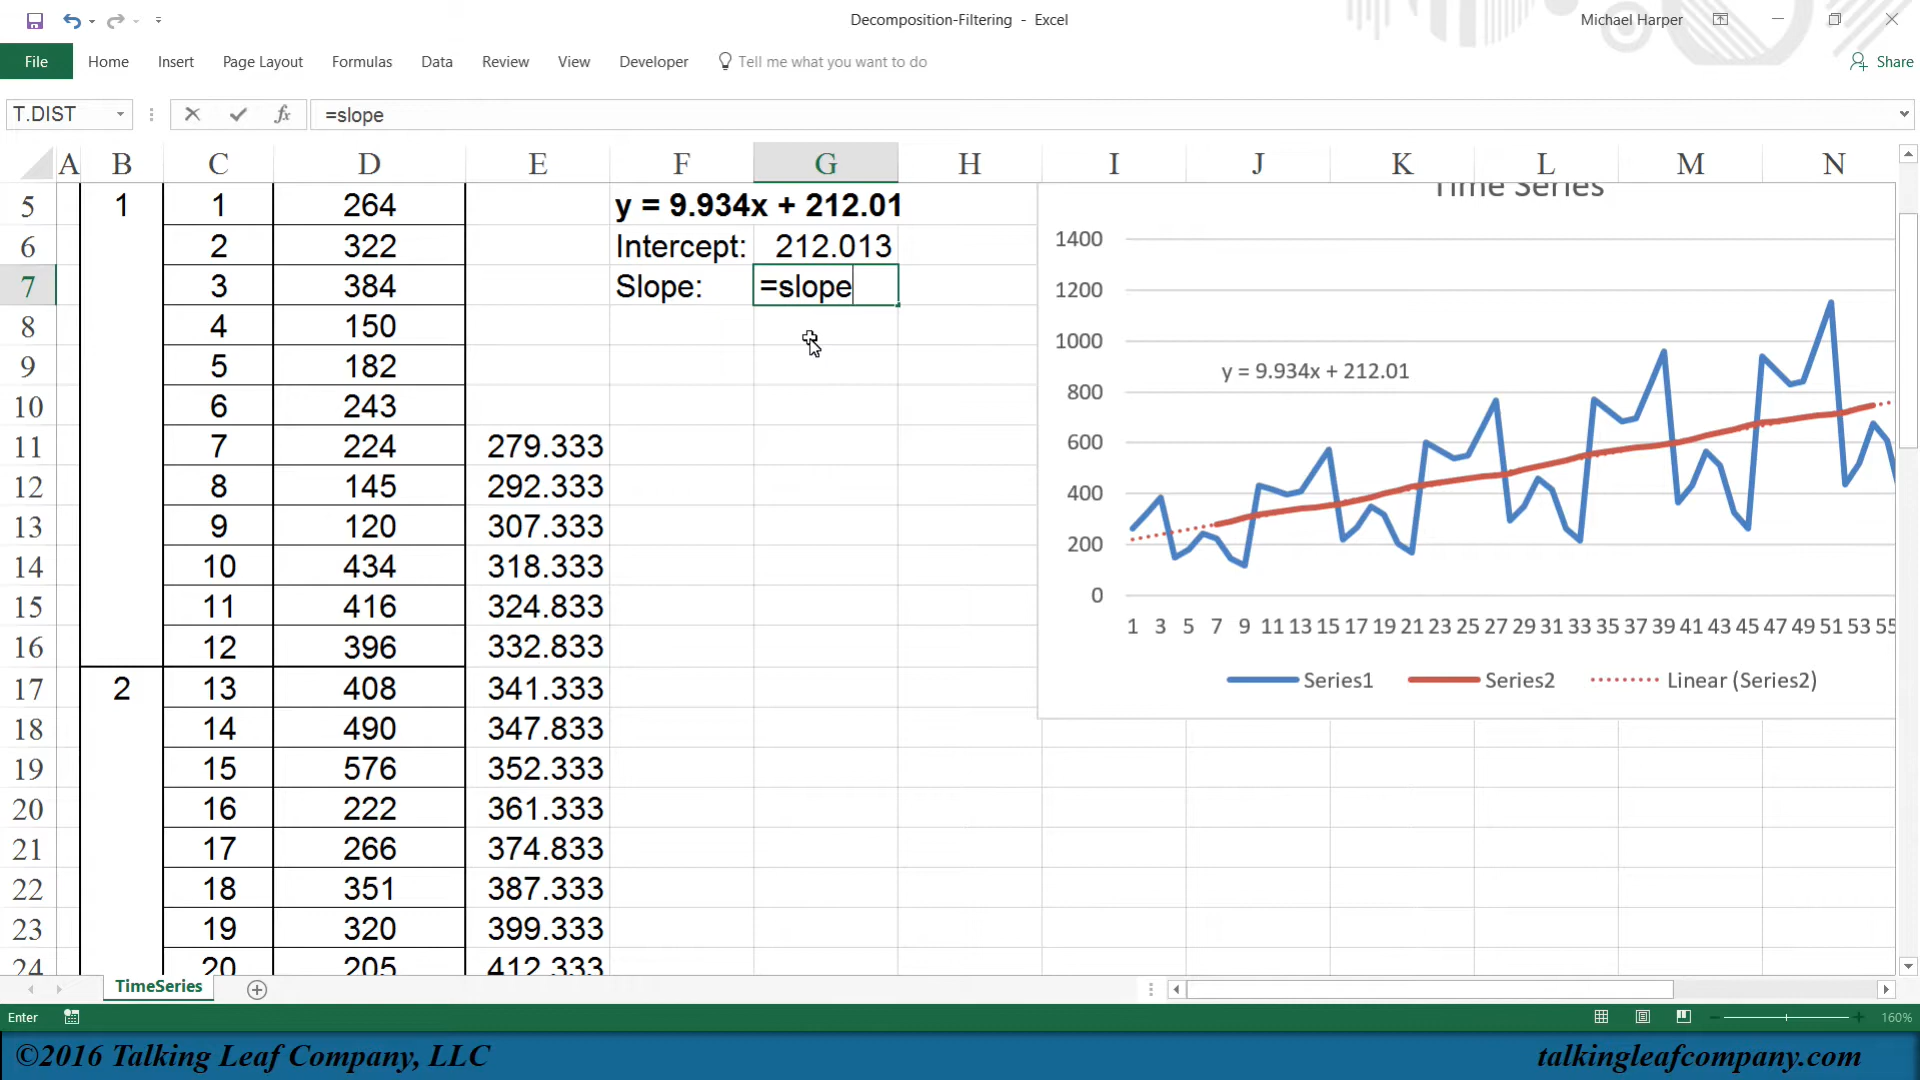 Decomposition-Filtering - Excel
Michael Harper
File Home Insert Page Layout Formulas Data Review View Developer Tell me what you want to do
Share
T.DIST fx =slope
A B C D E F G H I J K L M N
5 1 1 264 y = 9.934x + 212.01
6 2 322 Intercept: 212.013
7 3 384 Slope: =slope
8 4 150
9 5 182
10 6 243
11 7 224 279.333
12 8 145 292.333
13 9 120 307.333
14 10 434 318.333
15 11 416 324.833
16 12 396 332.833
17 2 13 408 341.333
18 14 490 347.833
19 15 576 352.333
20 16 222 361.333
21 17 266 374.833
22 18 351 387.333
23 19 320 399.333
24 20 205 412.333
Time Series
1400
1200
1000
800
600
400
200
0
y = 9.934x + 212.01
1 3 5 7 9 11 13 15 17 19 21 23 25 27 29 31 33 35 37 39 41 43 45 47 49 51 53 55
Series1 Series2 Linear (Series2)
TimeSeries
Enter
160%
©2016 Talking Leaf Company, LLC
talkingleafcompany.com